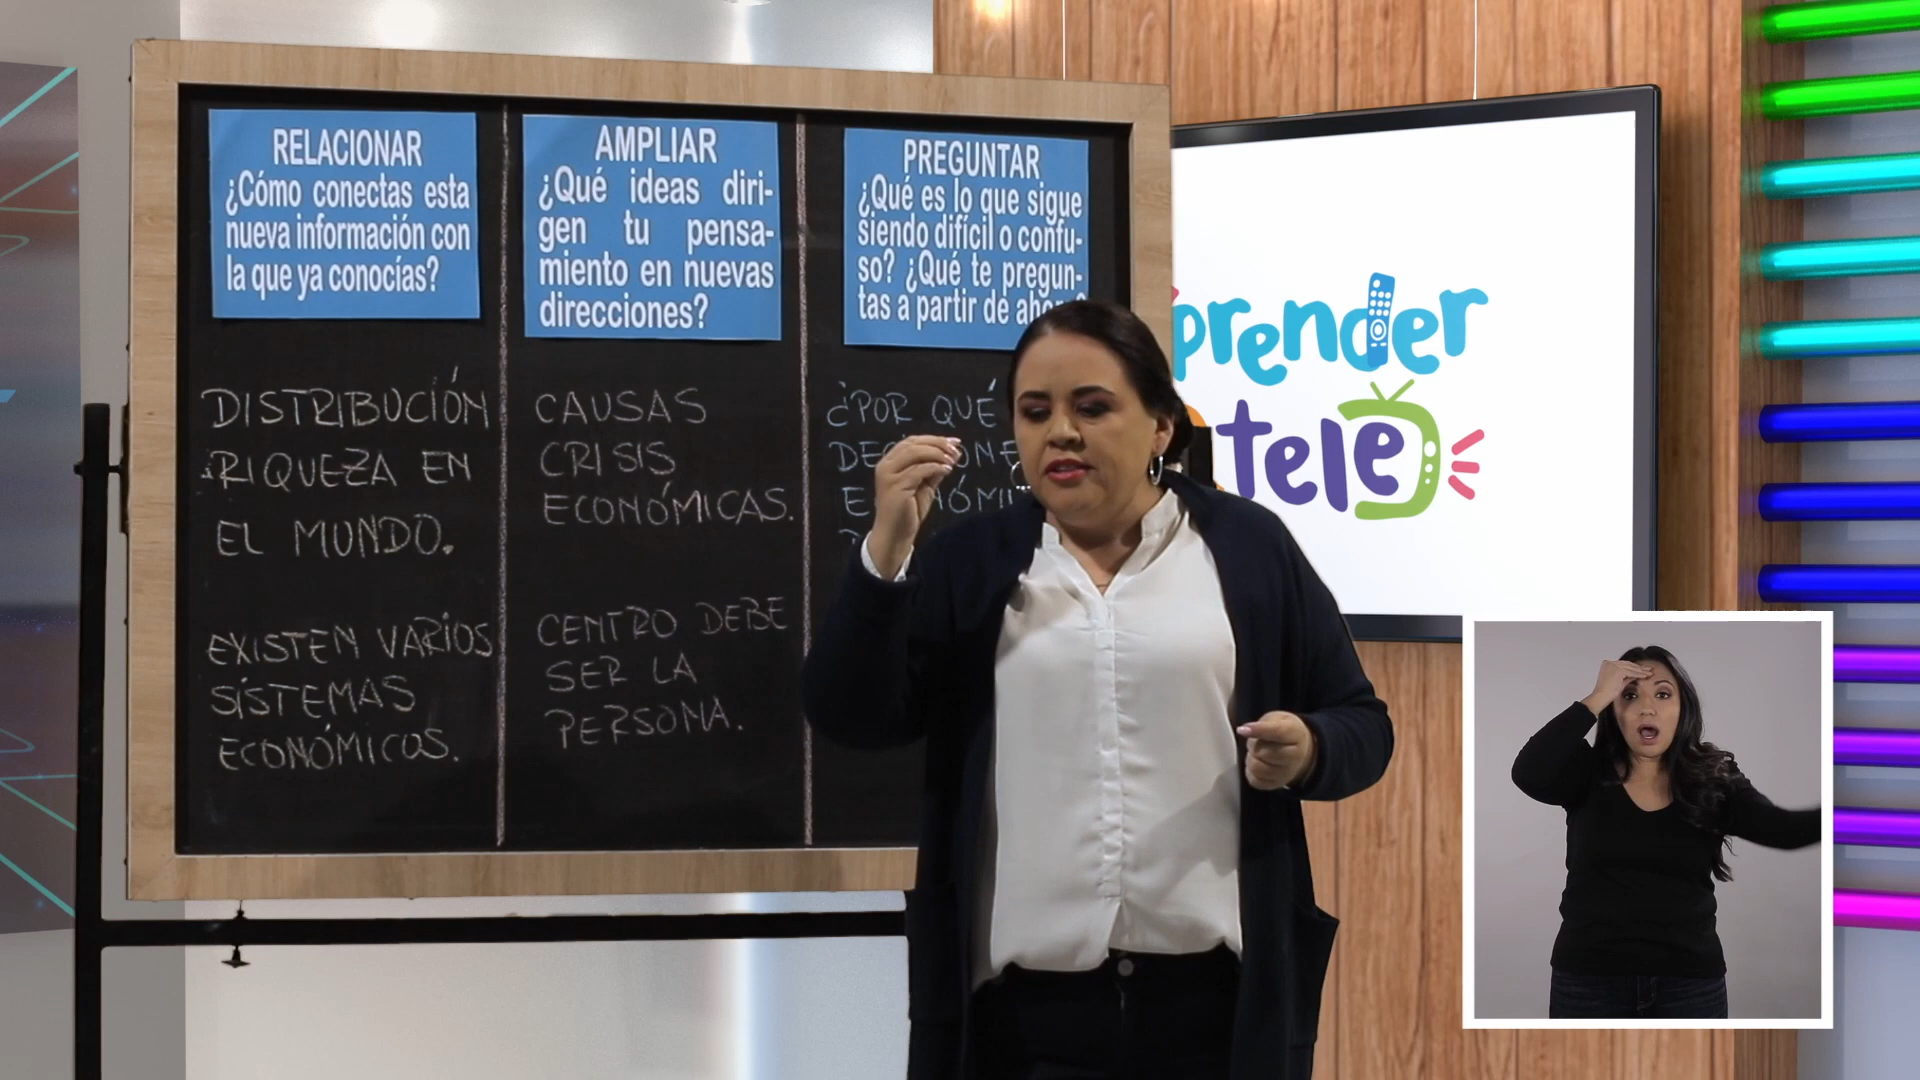 RELACIONAR
¿Cómo conectas esta
nueva información con
la que ya conocías?
DISTRIBUCIÓN
RIQUEZA EN
EL MUNDO.
EXISTEN VARIOS
SISTEMAS
ECONÓMICOS.
AMPLIAR
¿Qué ideas diri-
gen tu pensa-
miento en nuevas
direcciones?
CAUSAS
CRISIS
ECONÓMICAS.
CENTRO DEBE
SER LA
PERSONA.
PREGUNTAR
¿Qué es lo que sigue
siendo difícil o confu-
so? ¿Qué te pregun-
tas a partir de
¿POR QUÉ
prender
tele